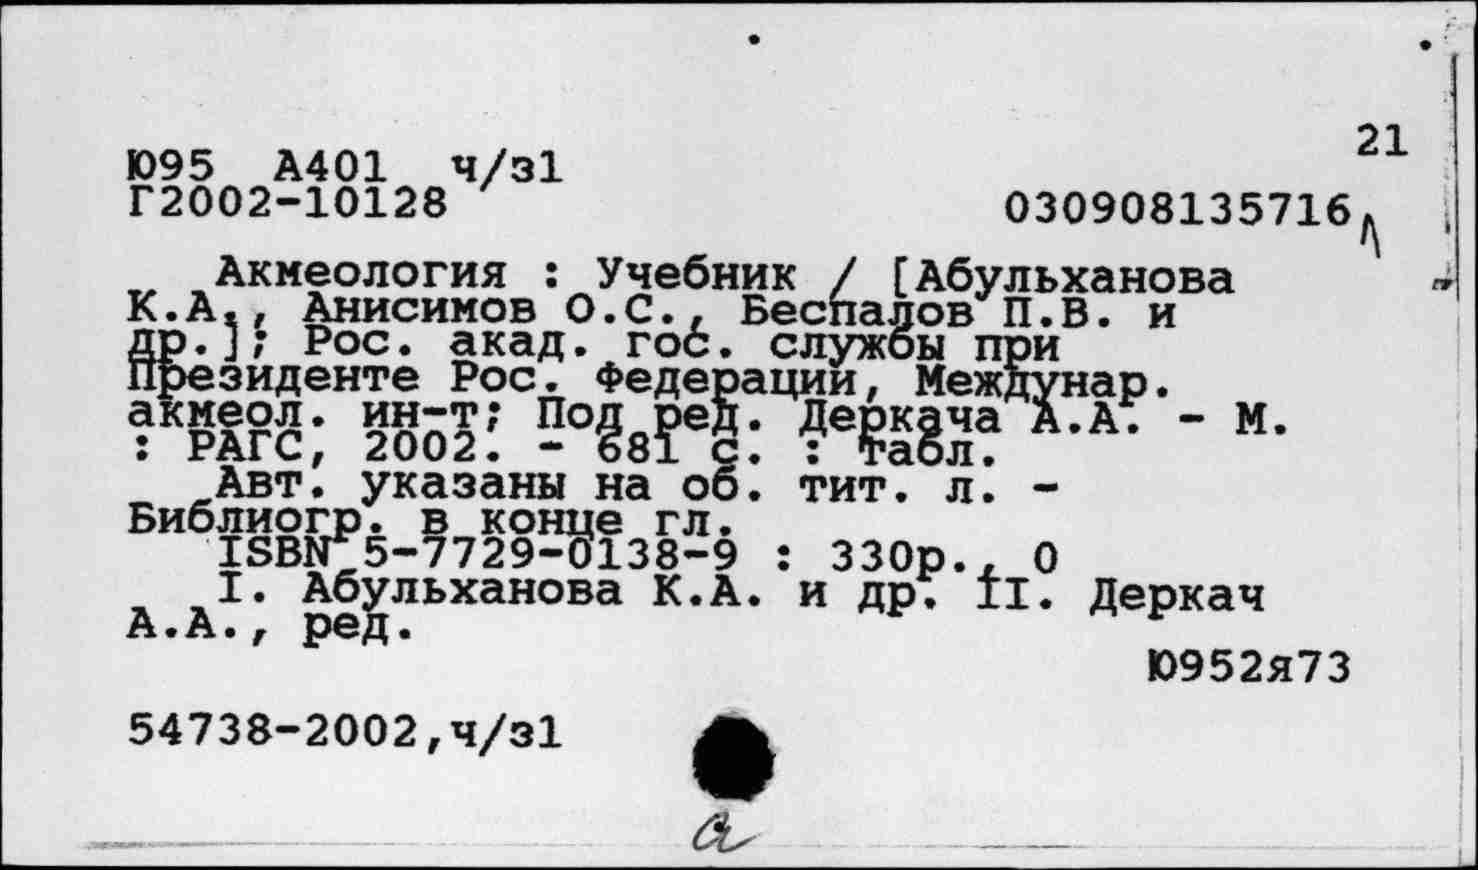 21
Ю95 А401 ч/з1
Г2002-10128
030908135716
Л
Акмеология : Учебник / [Абульханова
К.А., Анисимов О.С., Беспалов П.В. и
др.]; Рос. акад. гос. службы при
Президенте Рос. Федерации, Междунар.
акмеол. ин-т; Под ред. Деркача А.А. - М.
: РАГС, 2002. - 681 с. : табл.
Авт. указаны на об. тит. л. -
Библиогр. в конце гл.
ISBN 5-7729-0138-9 : 330р., 0
I. Абульханова К.А. и др. II. Деркач
А.А., ред.
Ю952я73
54738-2002,ч/з1
а